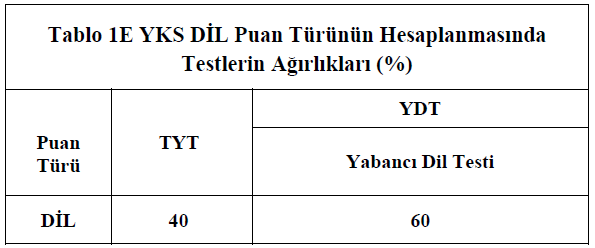 Tablo 1E YKS DİL Puan Türünün Hesaplanmasında
Testlerin Ağırlıkları (%)
Puan
Türü
TYT
YDT
Yabancı Dil Testi
DİL
40
60